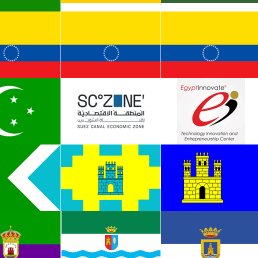 SC°ZONE'
المنطقة الاقتصادية
SUEZ CANAL ECONOMIC ZONE
EgyptInnovate
Technology Innovation and
Entrepreneurship Center